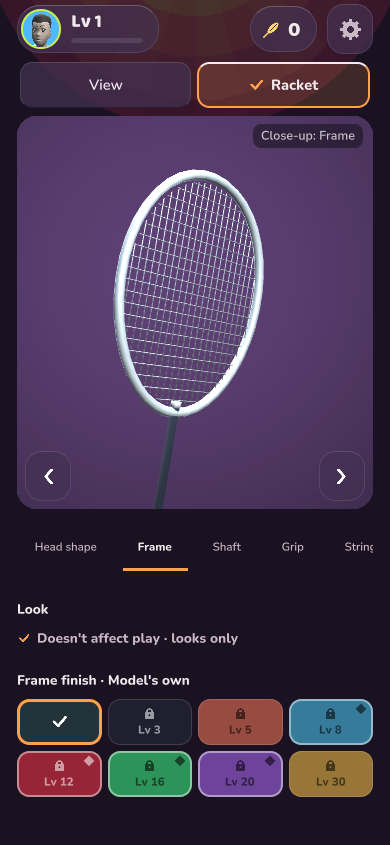 Lv 1
0
View
Racket
Close-up: Frame
Head shape
Frame
Shaft
Grip
String
Look
Doesn't affect play · looks only
Frame finish · Model's own
Lv 3
Lv 5
Lv 8
Lv 12
Lv 16
Lv 20
Lv 30